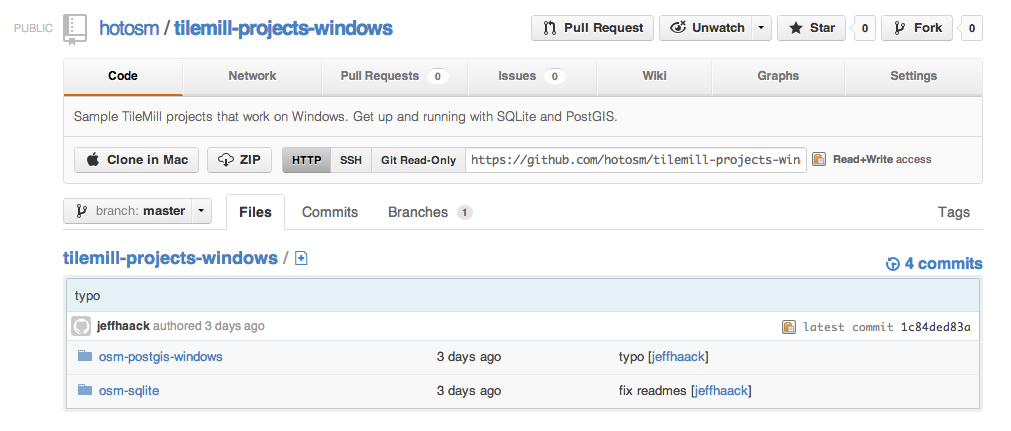 PUBLIC hotosm / tilemill-projects-windows Pull Request Unwatch Star 0 Fork 0
Code Network Pull Requests 0 Issues 0 Wiki Graphs Settings
Sample TileMill projects that work on Windows. Get up and running with SQLite and PostGIS.
Clone in Mac ZIP HTTP SSH Git Read-Only https://github.com/hotosm/tilemill-projects-win Read+Write access
branch: master Files Commits Branches 1 Tags
tilemill-projects-windows / 4 commits
typo
jeffhaack authored 3 days ago latest commit 1c84ded83a
osm-postgis-windows 3 days ago typo [jeffhaack]
osm-sqlite 3 days ago fix readmes [jeffhaack]